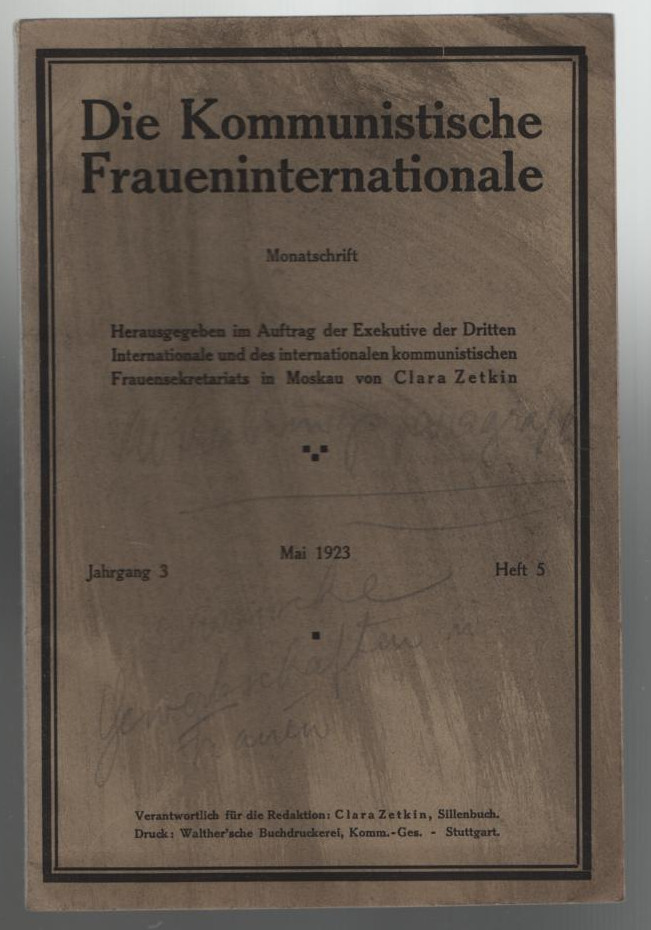 Die Kommunistische
Fraueninternationale
Monatschrift
Herausgegeben im Auftrag der Exekutive der Dritten
Internationale und des internationalen kommunistischen
Frauensekretariats in Moskau von Clara Zetkin
Mai 1923
Jahrgang 3 Heft 5
Gewerkschaften
Frauen
Verantwortlich für die Redaktion: Clara Zetkin, Sillenbuch.
Druck: Walther'sche Buchdruckerei, Komm.-Ges. - Stuttgart.